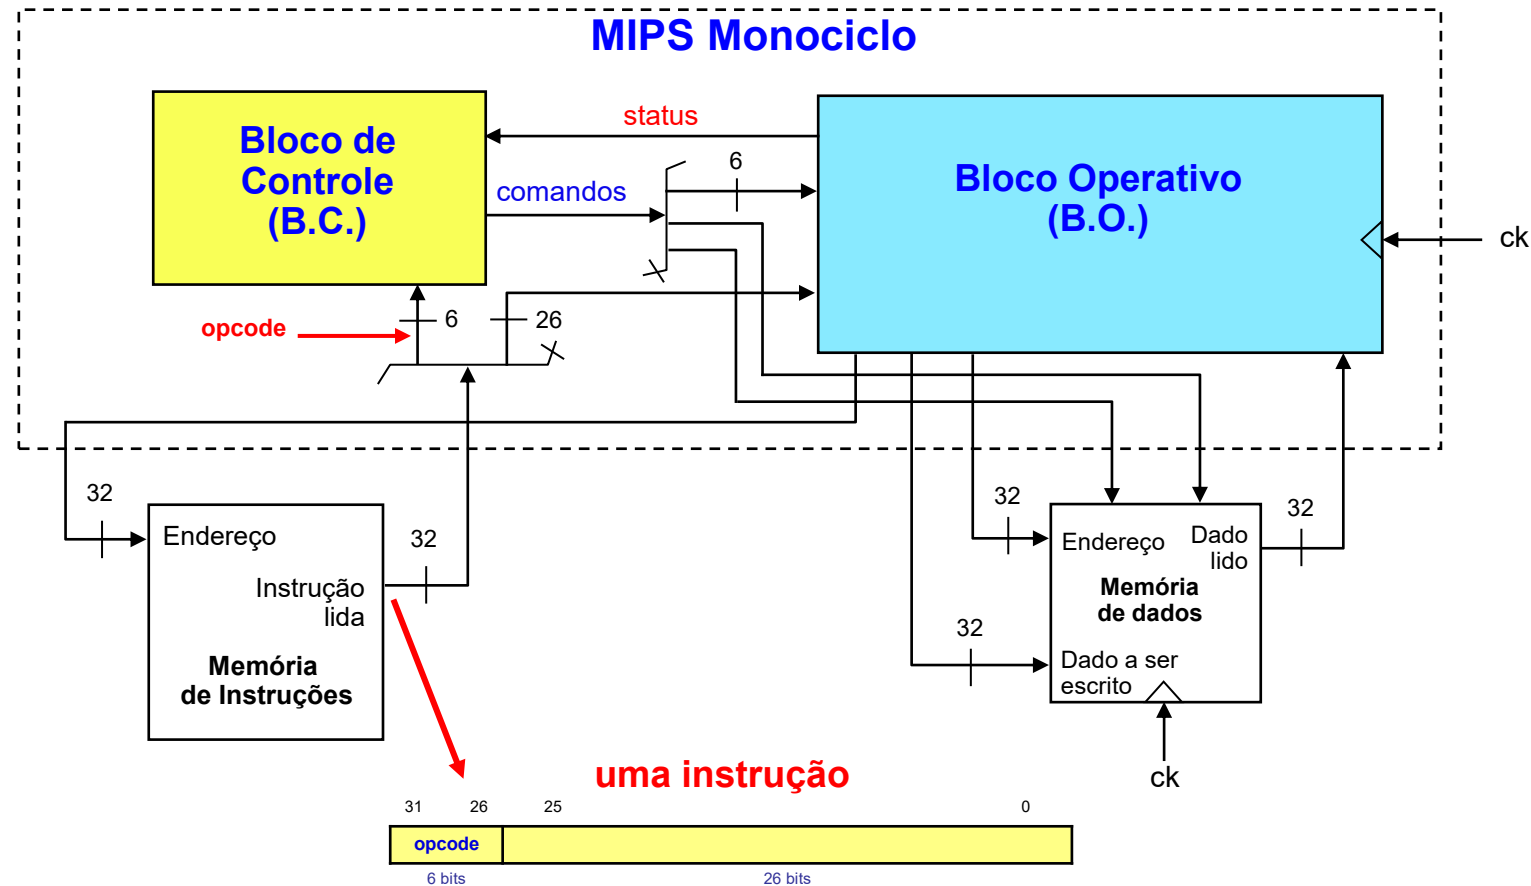 MIPS Monociclo
Bloco de
Controle
(B.C.)
status
comandos
6
Bloco Operativo
(B.O.)
ck
opcode
6
26
32
Endereço
Instrução
lida
Memória
de Instruções
32
32
Endereço
Dado
lido
Memória
de dados
32
32
Dado a ser
escrito
ck
uma instrução
31 26 25 0
opcode
6 bits 26 bits